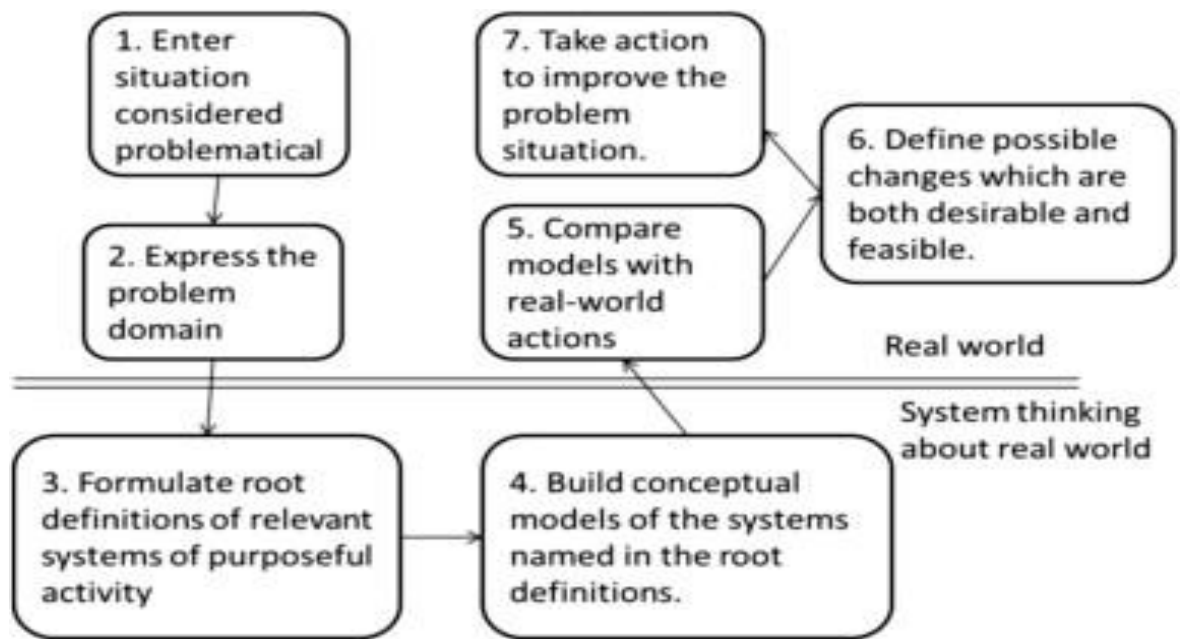 1. Enter
situation
considered
problematical
2. Express the
problem
domain
3. Formulate root
definitions of relevant
systems of purposeful
activity
4. Build conceptual
models of the systems
named in the root
definitions.
5. Compare
models with
real-world
actions
6. Define possible
changes which are
both desirable and
feasible.
7. Take action
to improve the
problem
situation.
Real world
System thinking
about real world